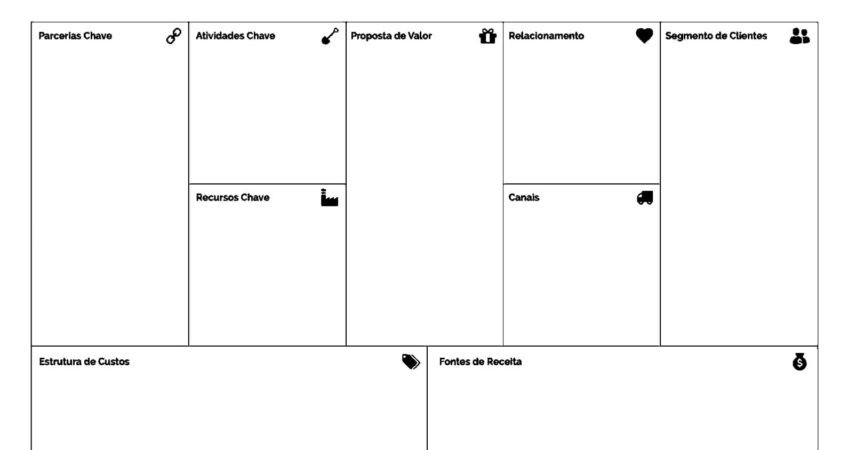 Parcerias Chave
Atividades Chave
Proposta de Valor
Relacionamento
Segmento de Clientes
Recursos Chave
Canais
Estrutura de Custos
Fontes de Receita
$